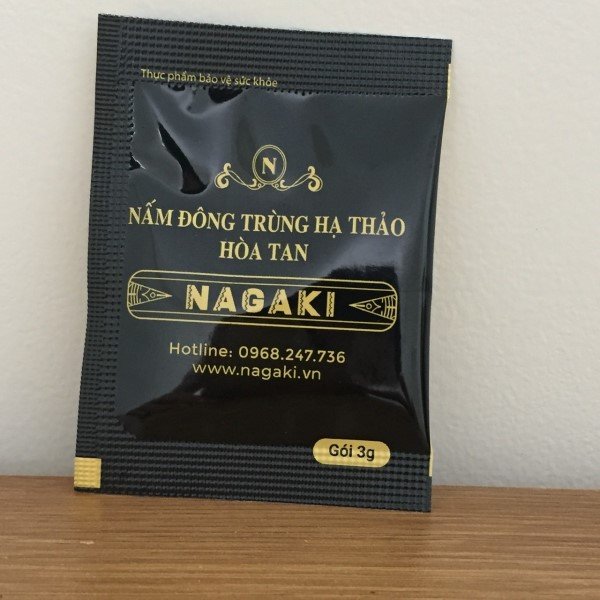 Thực phẩm bảo vệ sức khỏe
N
NẤM ĐÔNG TRÙNG HẠ THẢO
HÒA TAN
NAGAKI
Hotline: 0968.247.736
www.nagaki.vn
Gói 3g